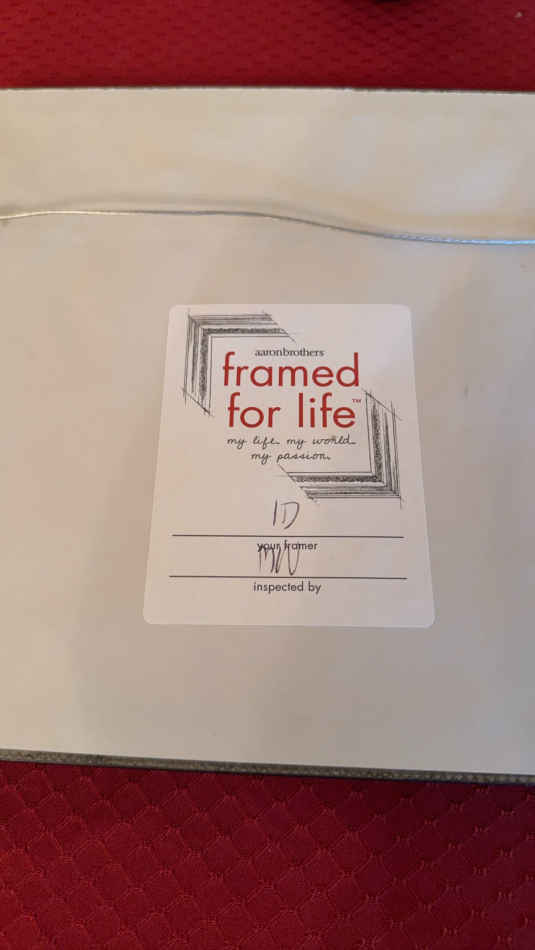 aaronbrothers
framed
for life™
my life. my world.
my passion.
ID
your framer
inspected by